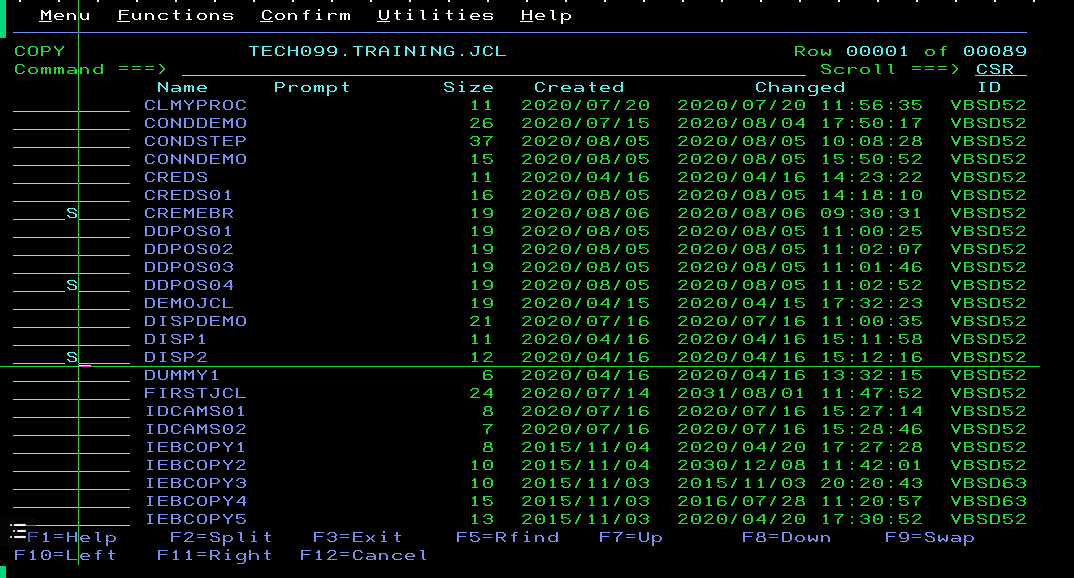 Menu Functions Confirm Utilities Help
COPY TECH099.TRAINING.JCL Row 00001 of 00089
Command ===> Scroll ===> CSR
Name Prompt Size Created Changed ID
CLMYPROC 11 2020/07/20 2020/07/20 11:56:35 VBSD52
CONDDEMO 26 2020/07/15 2020/08/04 17:50:17 VBSD52
CONDSTEP 37 2020/08/05 2020/08/05 10:08:28 VBSD52
CONNDEMO 15 2020/08/05 2020/08/05 15:50:52 VBSD52
CREDS 11 2020/04/16 2020/04/16 14:23:22 VBSD52
CREDS01 16 2020/08/05 2020/08/05 14:18:10 VBSD52
S CREMEBR 19 2020/08/06 2020/08/06 09:30:31 VBSD52
DDPOS01 19 2020/08/05 2020/08/05 11:00:25 VBSD52
DDPOS02 19 2020/08/05 2020/08/05 11:02:07 VBSD52
DDPOS03 19 2020/08/05 2020/08/05 11:01:46 VBSD52
S DDPOS04 19 2020/08/05 2020/08/05 11:02:52 VBSD52
DEMOJCL 19 2020/04/15 2020/04/15 17:32:23 VBSD52
DISPDEMO 21 2020/07/16 2020/07/16 11:00:35 VBSD52
DISP1 11 2020/04/16 2020/04/16 15:11:58 VBSD52
S DISP2 12 2020/04/16 2020/04/16 15:12:16 VBSD52
DUMMY1 6 2020/04/16 2020/04/16 13:32:15 VBSD52
FIRSTJCL 24 2020/07/14 2031/08/01 11:47:52 VBSD52
IDCAMS01 8 2020/07/16 2020/07/16 15:27:14 VBSD52
IDCAMS02 7 2020/07/16 2020/07/16 15:28:46 VBSD52
IEBCOPY1 8 2015/11/04 2020/04/20 17:27:28 VBSD52
IEBCOPY2 10 2015/11/04 2030/12/08 11:42:01 VBSD52
IEBCOPY3 10 2015/11/03 2015/11/03 20:20:43 VBSD63
IEBCOPY4 15 2015/11/03 2016/07/28 11:20:57 VBSD63
IEBCOPY5 13 2015/11/03 2020/04/20 17:30:52 VBSD52
F1=Help F2=Split F3=Exit F5=Rfind F7=Up F8=Down F9=Swap
F10=Left F11=Right F12=Cancel